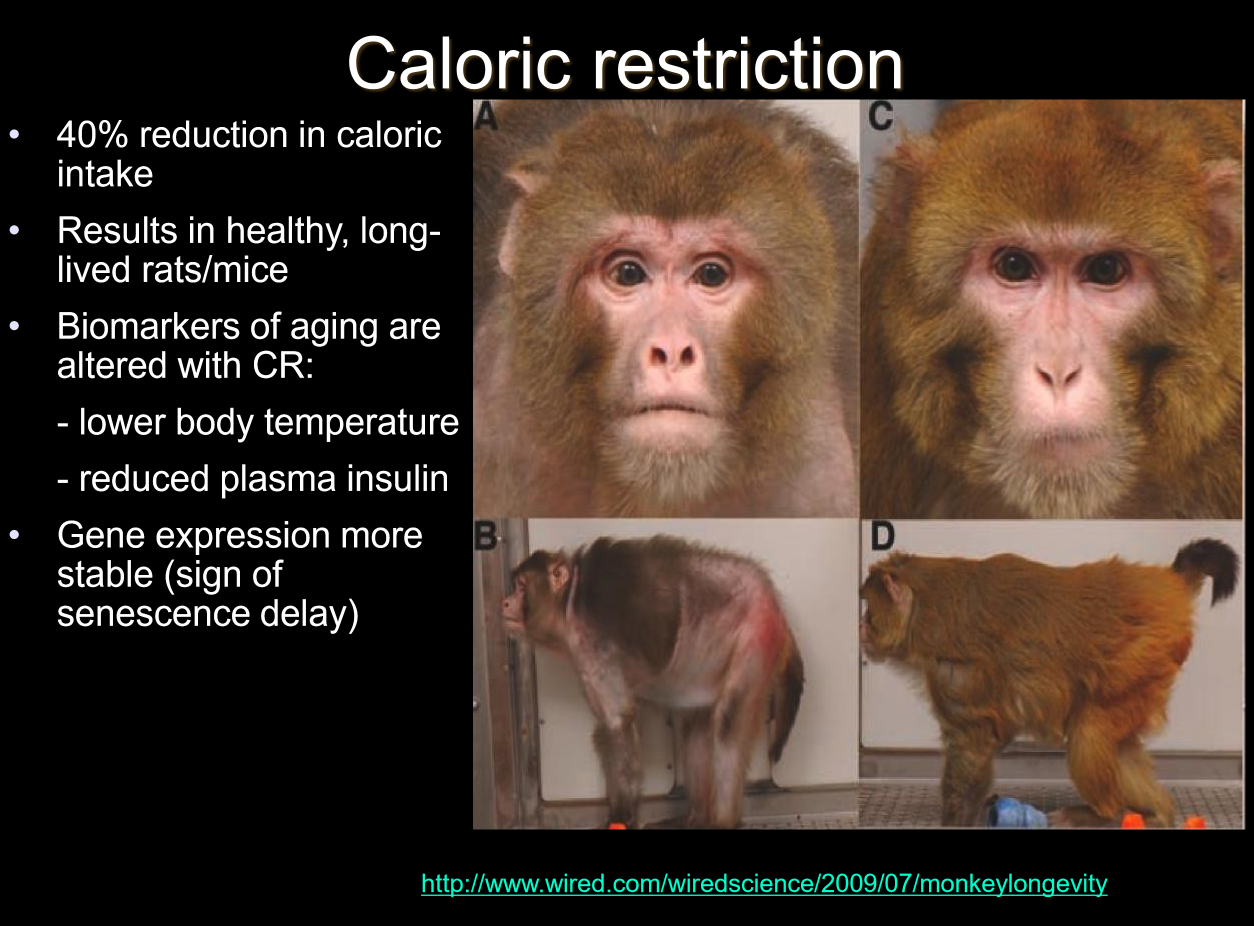 Caloric restriction
• 40% reduction in caloric
intake
• Results in healthy, long-
lived rats/mice
• Biomarkers of aging are
altered with CR:
- lower body temperature
- reduced plasma insulin
• Gene expression more
stable (sign of
senescence delay)
A
C
B
D
http://www.wired.com/wiredscience/2009/07/monkeylongevity